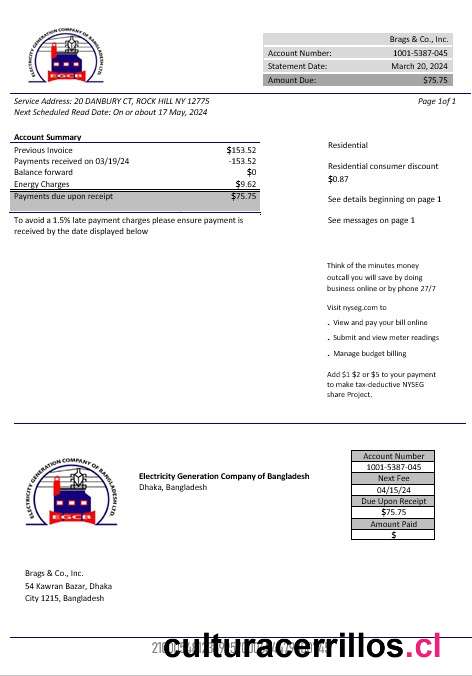 ELECTRICITY GENERATION COMPANY OF BANGLADESH LTD.
EGCB
Brags & Co., Inc.
Account Number: 1001-5387-045
Statement Date: March 20, 2024
Amount Due: $75.75
Service Address: 20 DANBURY CT, ROCK HILL NY 12775
Page 1of 1
Next Scheduled Read Date: On or about 17 May, 2024
Account Summary
Previous Invoice $153.52
Payments received on 03/19/24 -153.52
Balance forward $0
Energy Charges $9.62
Payments due upon receipt $75.75
To avoid a 1.5% late payment charges please ensure payment is
received by the date displayed below
Residential
Residential consumer discount
$0.87
See details beginning on page 1
See messages on page 1
Think of the minutes money
outcall you will save by doing
business online or by phone 27/7
Visit nyseg.com to
. View and pay your bill online
. Submit and view meter readings
. Manage budget billing
Add $1 $2 or $5 to your payment
to make tax-deductive NYSEG
share Project.
ELECTRICITY GENERATION COMPANY OF BANGLADESH LTD.
EGCB
Electricity Generation Company of Bangladesh
Dhaka, Bangladesh
Account Number
1001-5387-045
Next Fee
04/15/24
Due Upon Receipt
$75.75
Amount Paid
$
Brags & Co., Inc.
54 Kawran Bazar, Dhaka
City 1215, Bangladesh
culturacerrillos.cl